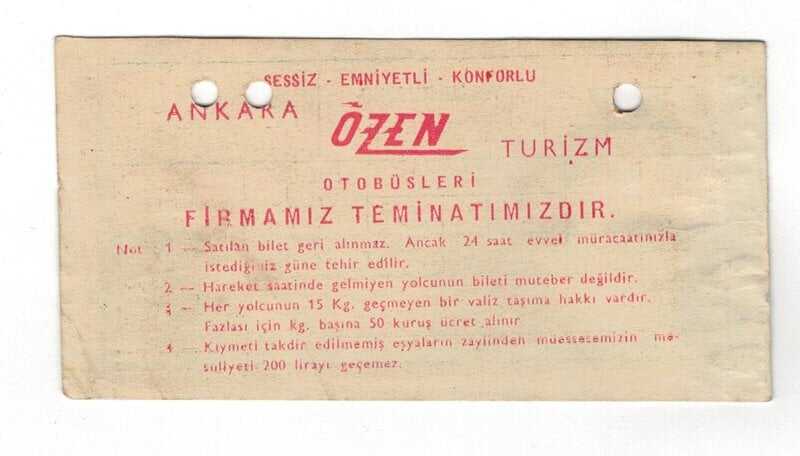 SESSİZ - EMNİYETLİ - KONFORLU
ANKARA ÖZEN TURİZM
OTOBÜSLERİ
FİRMAMIZ TEMİNATIMIZDIR.
Not : 1 — Satılan bilet geri alınmaz. Ancak 24 saat evvel müracaatınızla
istediğiniz güne tehir edilir.
2 — Hareket saatinde gelmiyen yolcunun bileti muteber değildir.
3 — Her yolcunun 15 Kg. geçmeyen bir valiz taşıma hakkı vardır.
Fazlası için kg. başına 50 kuruş ücret alınır
4 — Kıymeti takdir edilmemiş eşyaların zayiinden müessesemizin me-
suliyeti 200 lirayı geçemez.